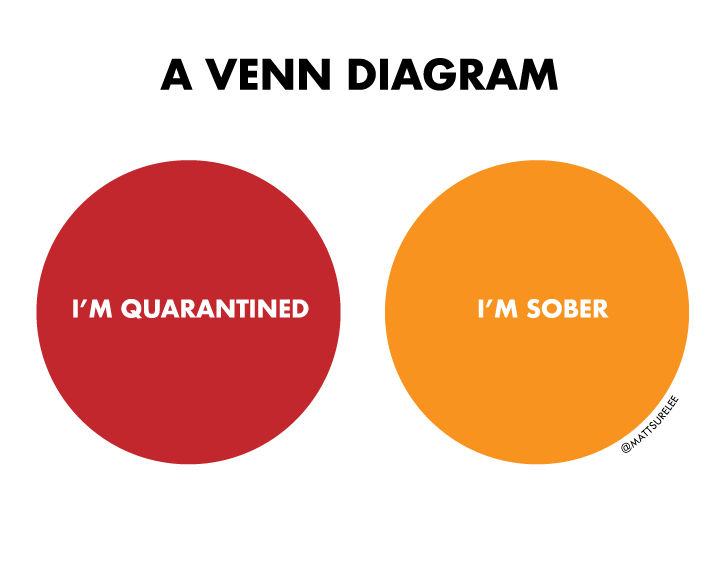 A VENN DIAGRAM
I'M QUARANTINED
I'M SOBER
@MATTSURELEE